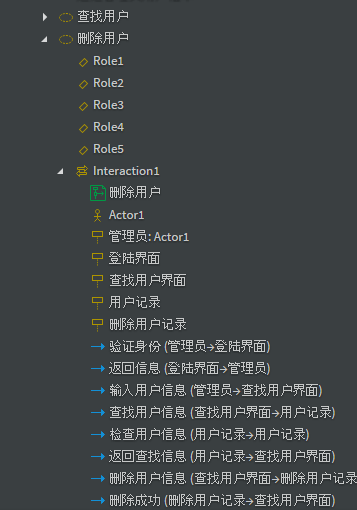 查找用户
删除用户
Role1
Role2
Role3
Role4
Role5
Interaction1
删除用户
Actor1
管理员: Actor1
登陆界面
查找用户界面
用户记录
删除用户记录
验证身份 (管理员→登陆界面)
返回信息 (登陆界面→管理员)
输入用户信息 (管理员→查找用户界面)
查找用户信息 (查找用户界面→用户记录)
检查用户信息 (用户记录→用户记录)
返回查找信息 (用户记录→查找用户界面)
删除用户信息 (查找用户界面→删除用户记录
删除成功 (删除用户记录→查找用户界面)